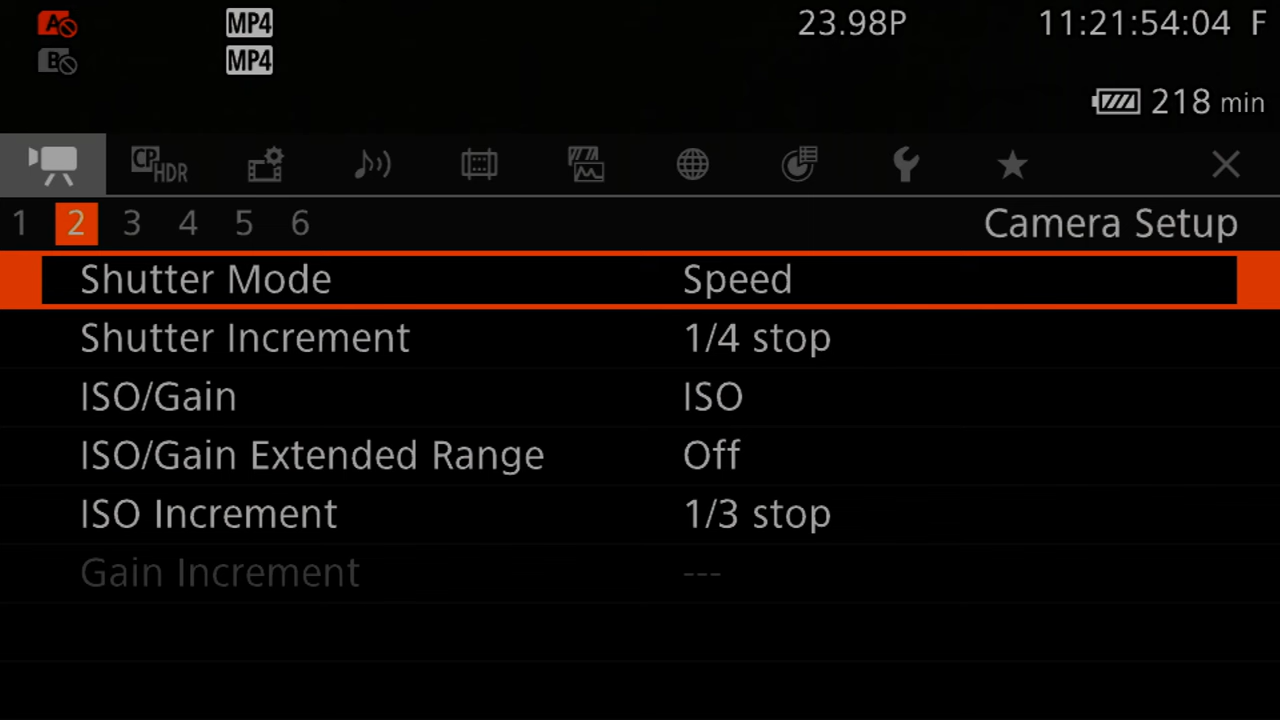 A MP4 23.98P 11:21:54:04 F
B MP4
218 min
CP HDR
1 2 3 4 5 6 Camera Setup
Shutter Mode Speed
Shutter Increment 1/4 stop
ISO/Gain ISO
ISO/Gain Extended Range Off
ISO Increment 1/3 stop
Gain Increment ---